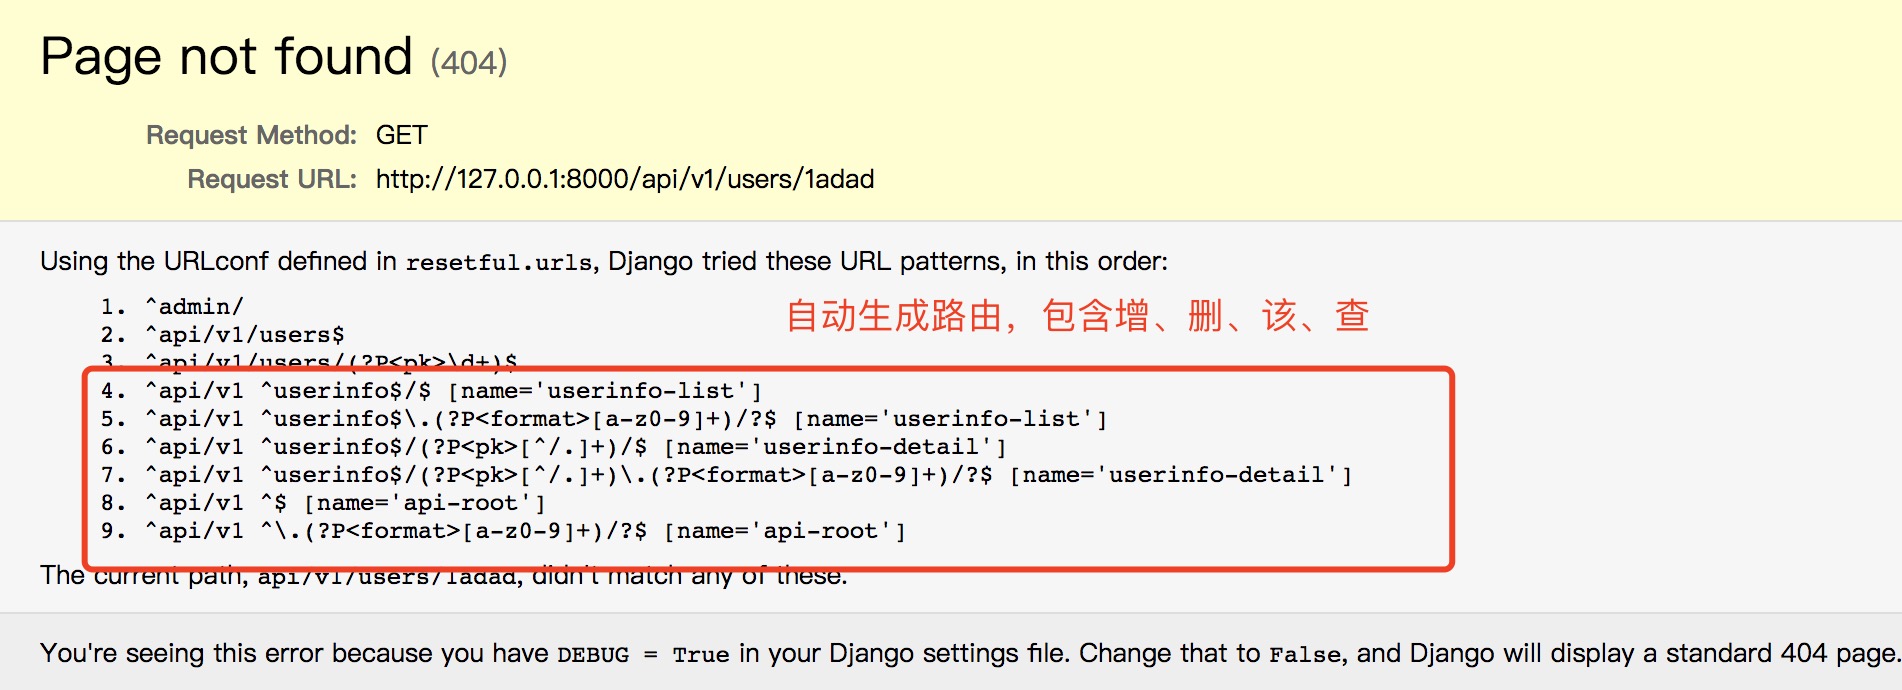 Page not found (404)
Request Method: GET
Request URL: http://127.0.0.1:8000/api/v1/users/1adad
Using the URLconf defined in resetful.urls, Django tried these URL patterns, in this order:
自动生成路由，包含增、删、该、查
1. ^admin/
2. ^api/v1/users$
3. ^api/v1/users/(?P<pk>\d+)$
4. ^api/v1 ^userinfo$/$ [name='userinfo-list']
5. ^api/v1 ^userinfo$\.(?P<format>[a-z0-9]+)/?$ [name='userinfo-list']
6. ^api/v1 ^userinfo$/(?P<pk>[^/.]+)/$ [name='userinfo-detail']
7. ^api/v1 ^userinfo$/(?P<pk>[^/.]+)\.(?P<format>[a-z0-9]+)/?$ [name='userinfo-detail']
8. ^api/v1 ^$ [name='api-root']
9. ^api/v1 ^\.(?P<format>[a-z0-9]+)/?$ [name='api-root']
The current path, api/v1/users/1adad, didn't match any of these.
You're seeing this error because you have DEBUG = True in your Django settings file. Change that to False, and Django will display a standard 404 page.